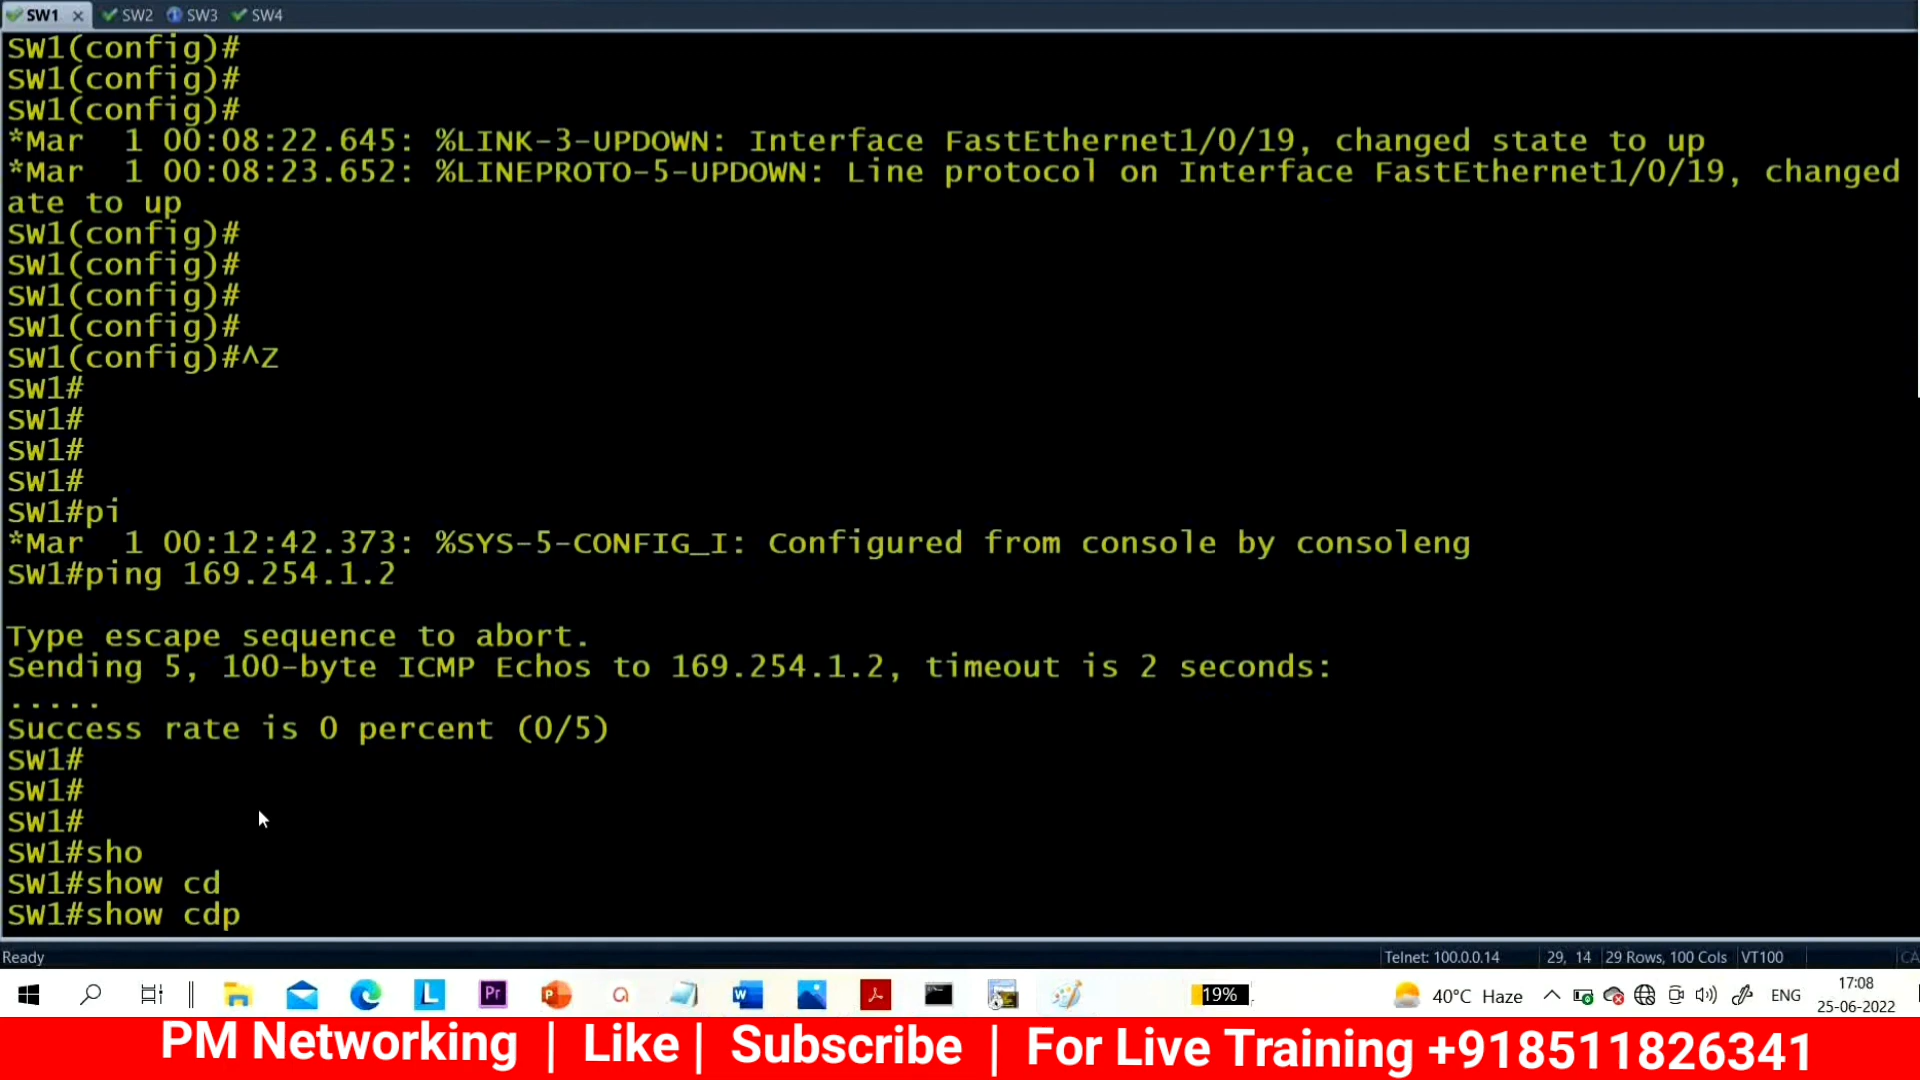 SW1 × SW2 SW3 SW4
SW1(config)#
SW1(config)#
SW1(config)#
*Mar  1 00:08:22.645: %LINK-3-UPDOWN: Interface FastEthernet1/0/19, changed state to up
*Mar  1 00:08:23.652: %LINEPROTO-5-UPDOWN: Line protocol on Interface FastEthernet1/0/19, changed
ate to up
SW1(config)#
SW1(config)#
SW1(config)#
SW1(config)#
SW1(config)#^Z
SW1#
SW1#
SW1#
SW1#
SW1#pi
*Mar  1 00:12:42.373: %SYS-5-CONFIG_I: Configured from console by consoleng
SW1#ping 169.254.1.2
Type escape sequence to abort.
Sending 5, 100-byte ICMP Echos to 169.254.1.2, timeout is 2 seconds:
.....
Success rate is 0 percent (0/5)
SW1#
SW1#
SW1#
SW1#sho
SW1#show cd
SW1#show cdp
Ready Telnet: 100.0.0.14 29, 14 29 Rows, 100 Cols VT100 CA
L Pr P W 19% 40°C Haze ENG 17:08
25-06-2022
PM Networking | Like | Subscribe | For Live Training +918511826341